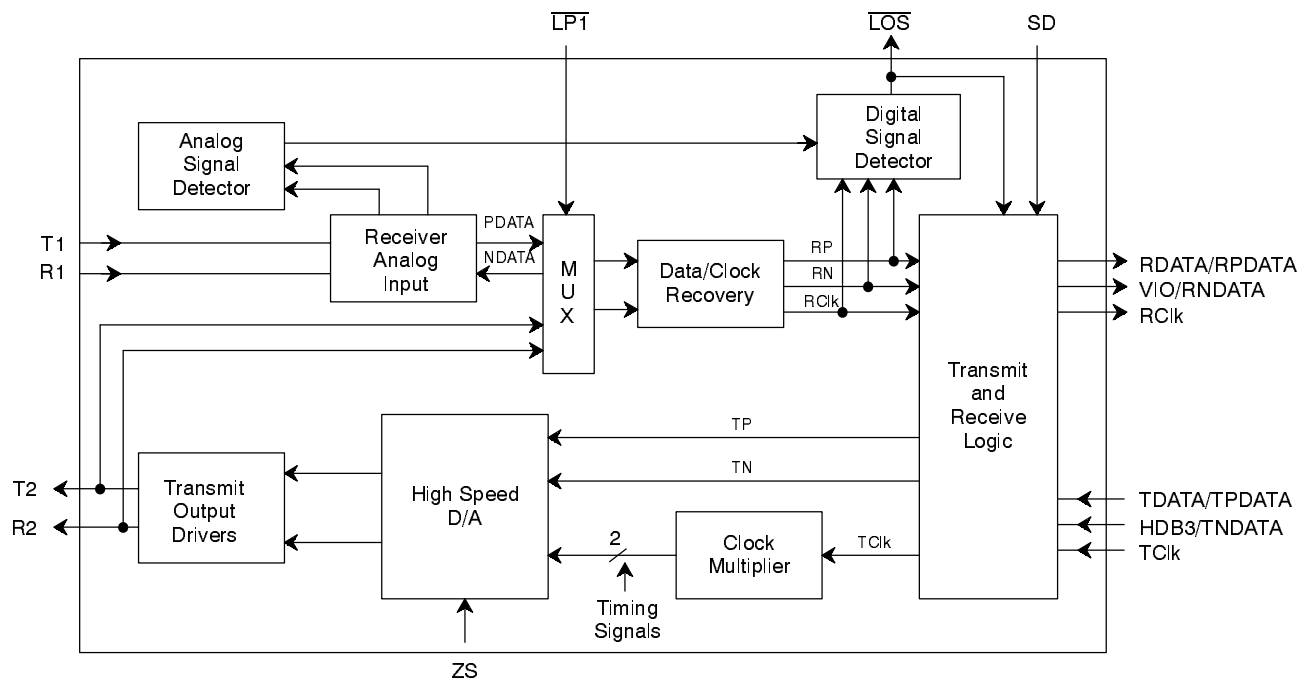 LP1
LOS
SD
Analog
Signal
Detector
Digital
Signal
Detector
T1
R1
Receiver
Analog
Input
PDATA
NDATA
M
U
X
Data/Clock
Recovery
RP
RN
RClk
RDATA/RPDATA
VIO/RNDATA
RClk
Transmit
and
Receive
Logic
T2
R2
Transmit
Output
Drivers
High Speed
D/A
TP
TN
2
Timing
Signals
Clock
Multiplier
TClk
TDATA/TPDATA
HDB3/TNDATA
TClk
ZS